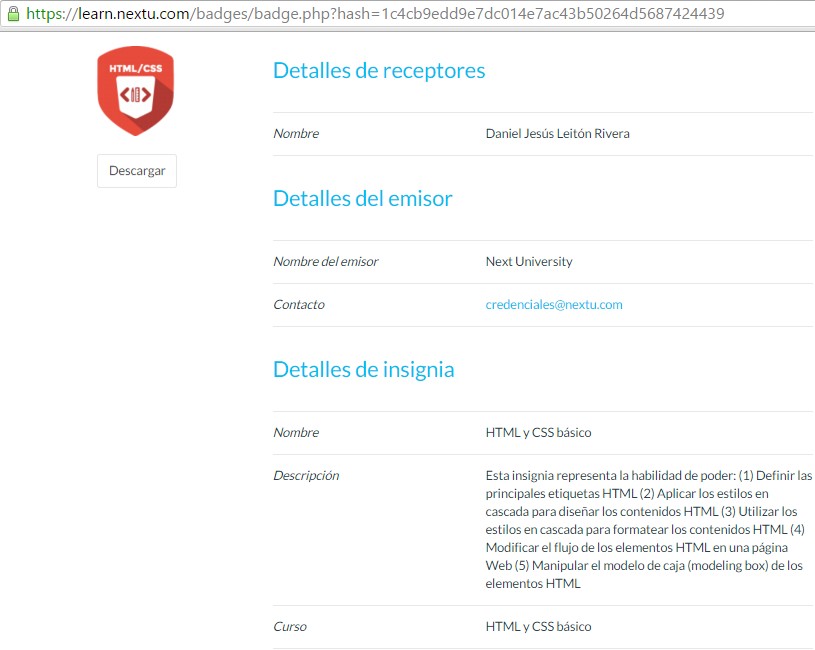 https://learn.nextu.com/badges/badge.php?hash=1c4cb9edd9e7dc014e7ac43b50264d5687424439
HTML/CSS
Descargar
Detalles de receptores
Nombre Daniel Jesús Leitón Rivera
Detalles del emisor
Nombre del emisor Next University
Contacto credenciales@nextu.com
Detalles de insignia
Nombre HTML y CSS básico
Descripción Esta insignia representa la habilidad de poder: (1) Definir las
principales etiquetas HTML (2) Aplicar los estilos en
cascada para diseñar los contenidos HTML (3) Utilizar los
estilos en cascada para formatear los contenidos HTML (4)
Modificar el flujo de los elementos HTML en una página
Web (5) Manipular el modelo de caja (modeling box) de los
elementos HTML
Curso HTML y CSS básico